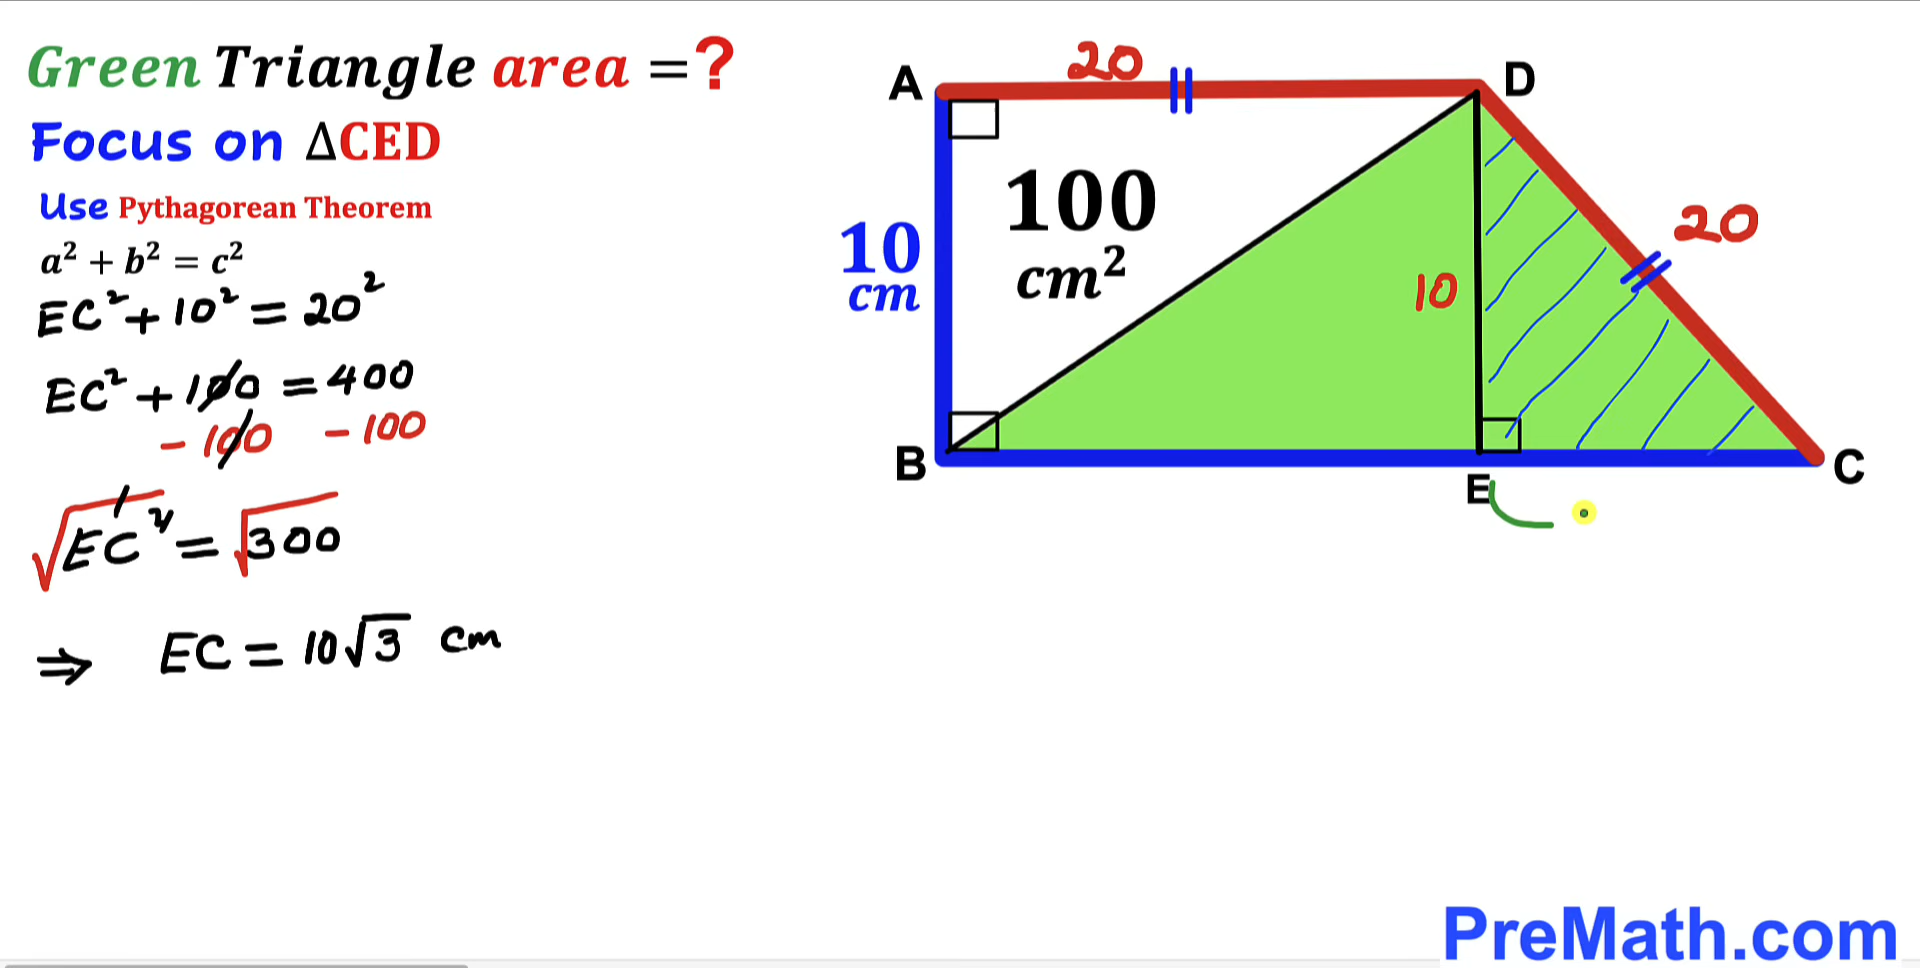 Green Triangle area = ?
Focus on ΔCED
Use Pythagorean Theorem
a² + b² = c²
EC² + 10² = 20²
EC² + 100 = 400
- 100 - 100
√EC² = √300
⇒ EC = 10√3 cm
A
20
D
100
cm²
10
cm
10
20
B
E
C
PreMath.com